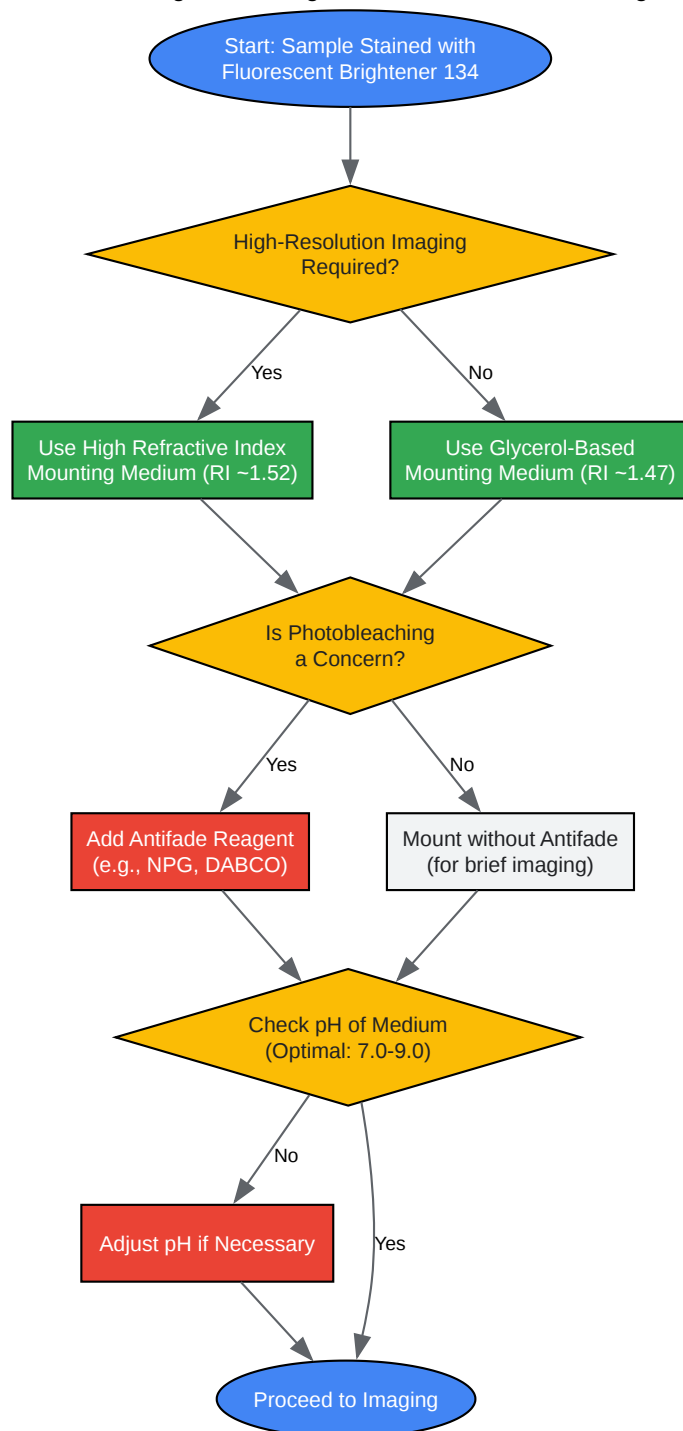 Start: Sample Stained with
Fluorescent Brightener 134
High-Resolution Imaging
Required?
Yes
No
Use High Refractive Index
Mounting Medium (RI ~1.52)
Use Glycerol-Based
Mounting Medium (RI ~1.47)
Is Photobleaching
a Concern?
Yes
No
Add Antifade Reagent
(e.g., NPG, DABCO)
Mount without Antifade
(for brief imaging)
Check pH of Medium
(Optimal: 7.0-9.0)
No
Yes
Adjust pH if Necessary
Proceed to Imaging